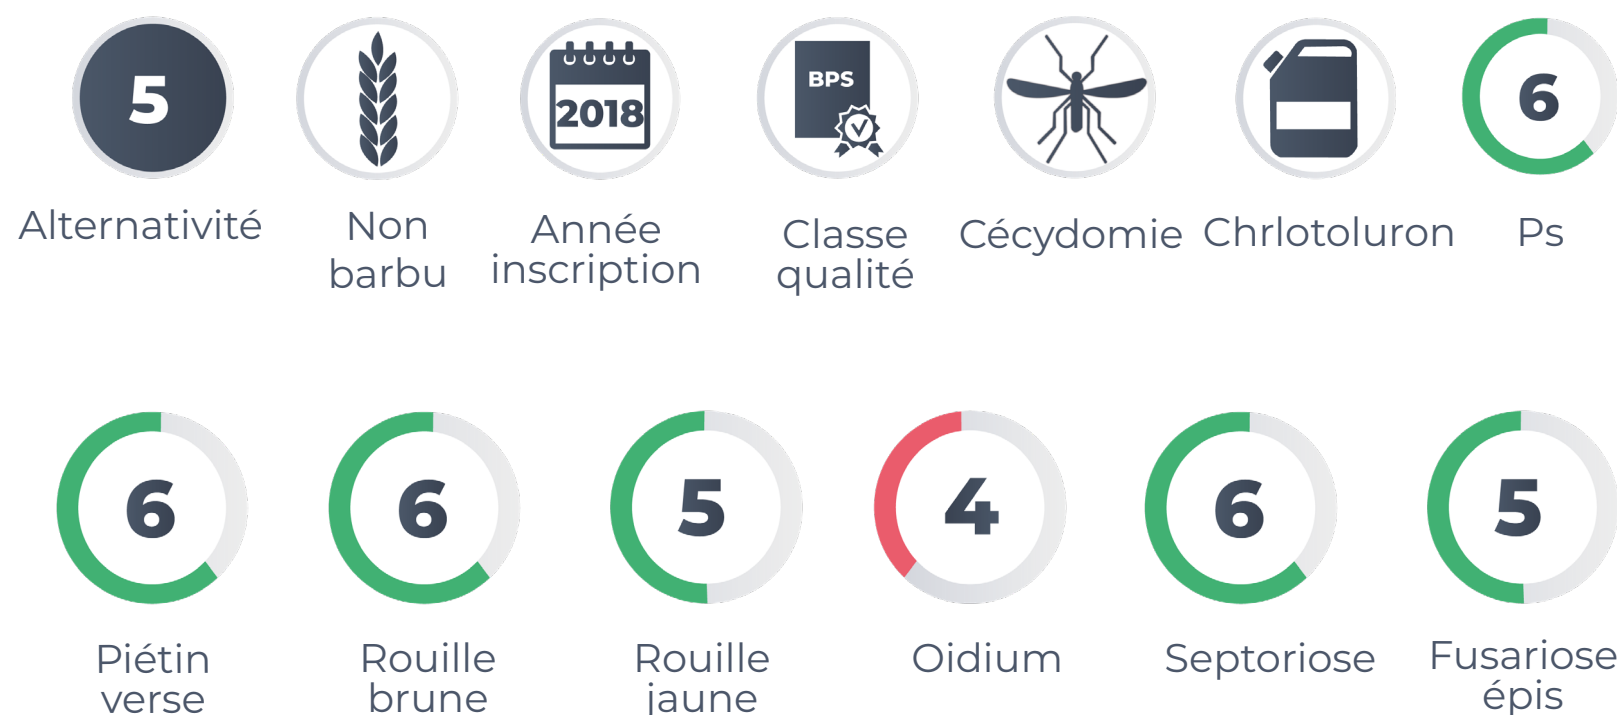 5
2018
BPS
6
Alternativité
Non
barbu
Année
inscription
Classe
qualité
Cécydomie
Chrlotoluron
Ps
6
6
5
4
6
5
Piétin
verse
Rouille
brune
Rouille
jaune
Oidium
Septoriose
Fusariose
épis